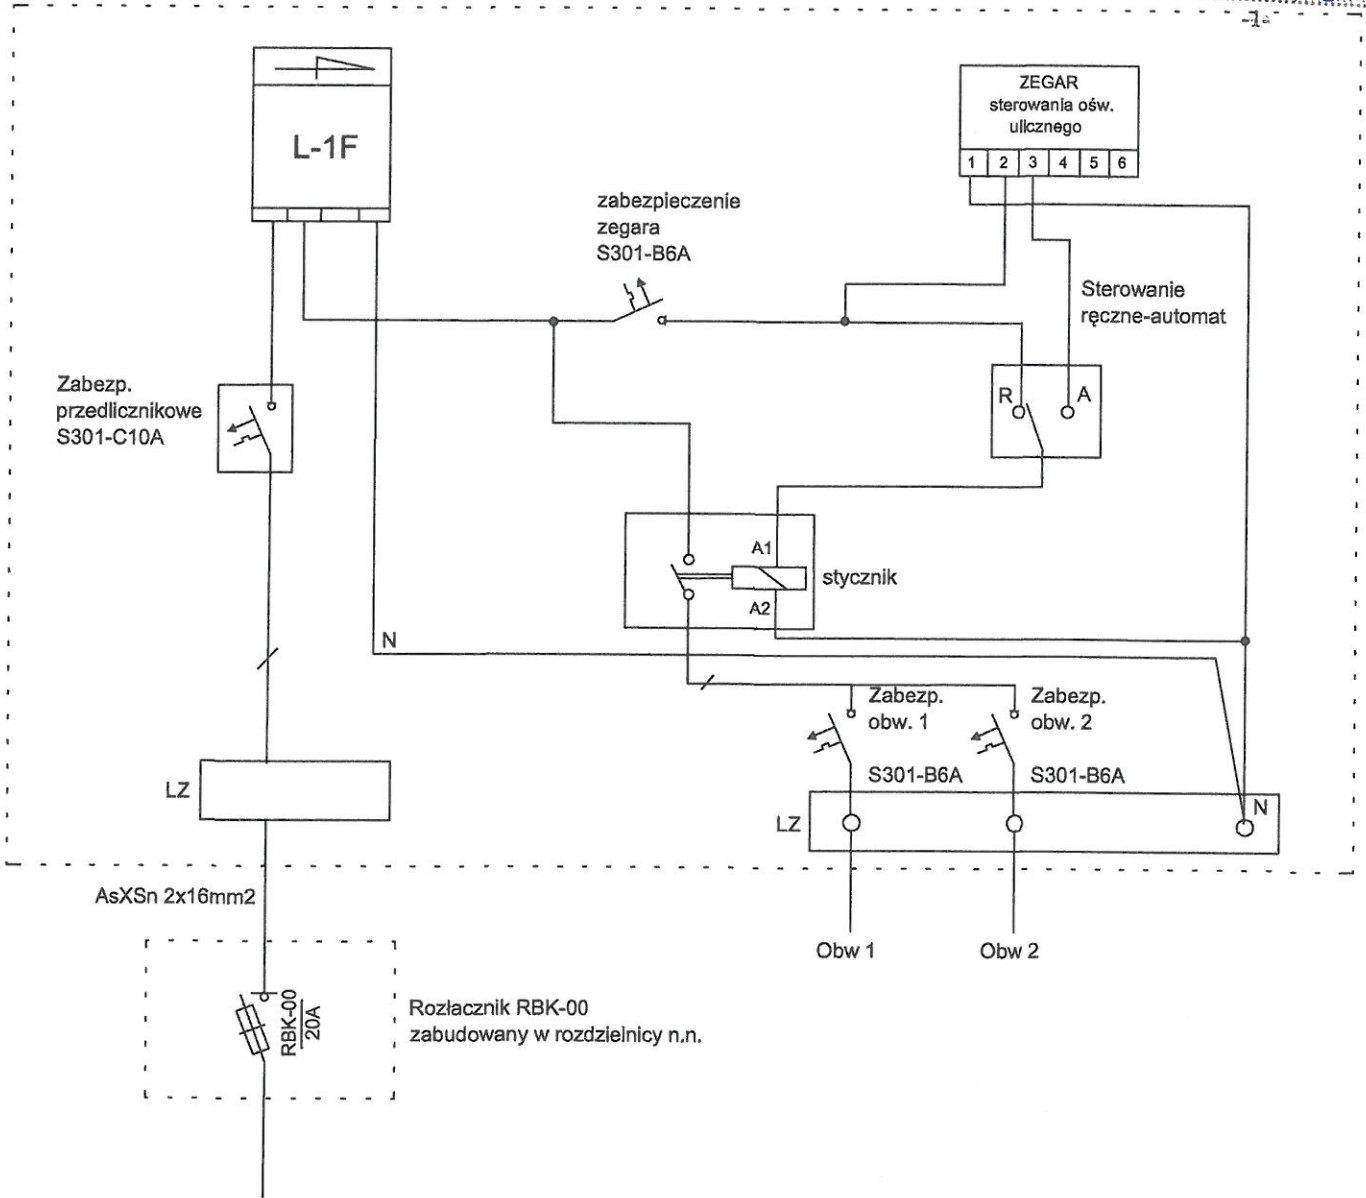 -1-
L-1F
ZEGAR
sterowania ośw.
ulicznego
1 2 3 4 5 6
zabezpieczenie
zegara
S301-B6A
Sterowanie
ręczne-automat
Zabezp.
przedlicznikowe
S301-C10A
R A
A1
stycznik
A2
N
Zabezp.
obw. 1
S301-B6A
Zabezp.
obw. 2
S301-B6A
LZ
LZ
N
AsXSn 2x16mm2
Obw 1
Obw 2
RBK-00
20A
Rozłacznik RBK-00
zabudowany w rozdzielnicy n.n.